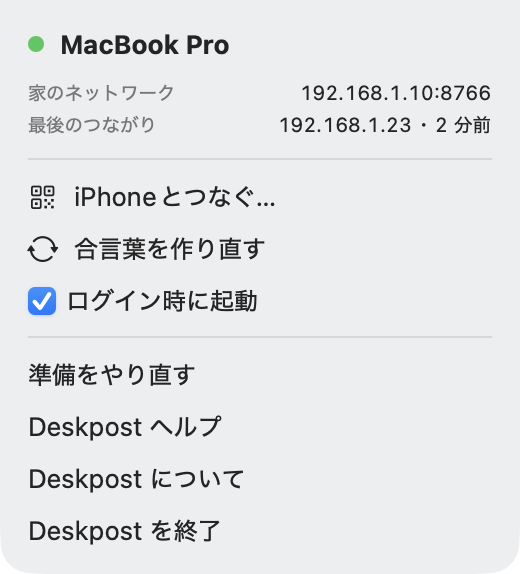 MacBook Pro
家のネットワーク 192.168.1.10:8766
最後のつながり 192.168.1.23・2 分前
iPhoneとつなぐ...
合言葉を作り直す
ログイン時に起動
準備をやり直す
Deskpost ヘルプ
Deskpost について
Deskpost を終了